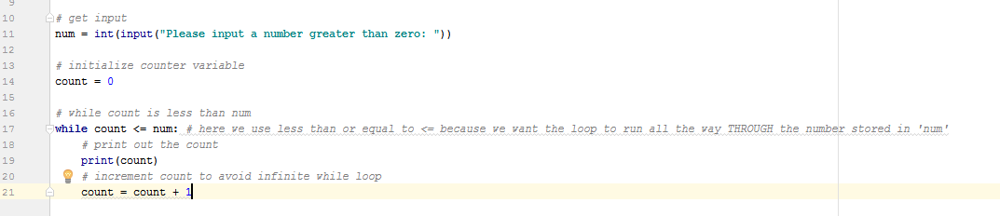 9
10 # get input
11 num = int(input("Please input a number greater than zero: "))
12
13 # initialize counter variable
14 count = 0
15
16 # while count is less than num
17 while count <= num: # here we use less than or equal to <= because we want the loop to run all the way THROUGH the number stored in 'num'
18 # print out the count
19 print(count)
20 # increment count to avoid infinite while loop
21 count = count + 1